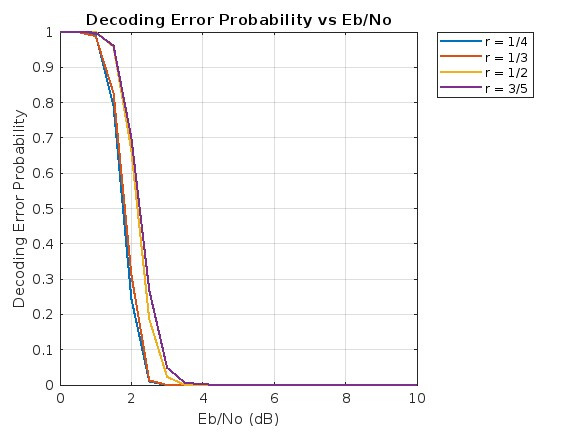 Decoding Error Probability vs Eb/No
1
0.9
0.8
0.7
0.6
0.5
0.4
0.3
0.2
0.1
0
Decoding Error Probability
0 2 4 6 8 10
Eb/No (dB)
r = 1/4
r = 1/3
r = 1/2
r = 3/5